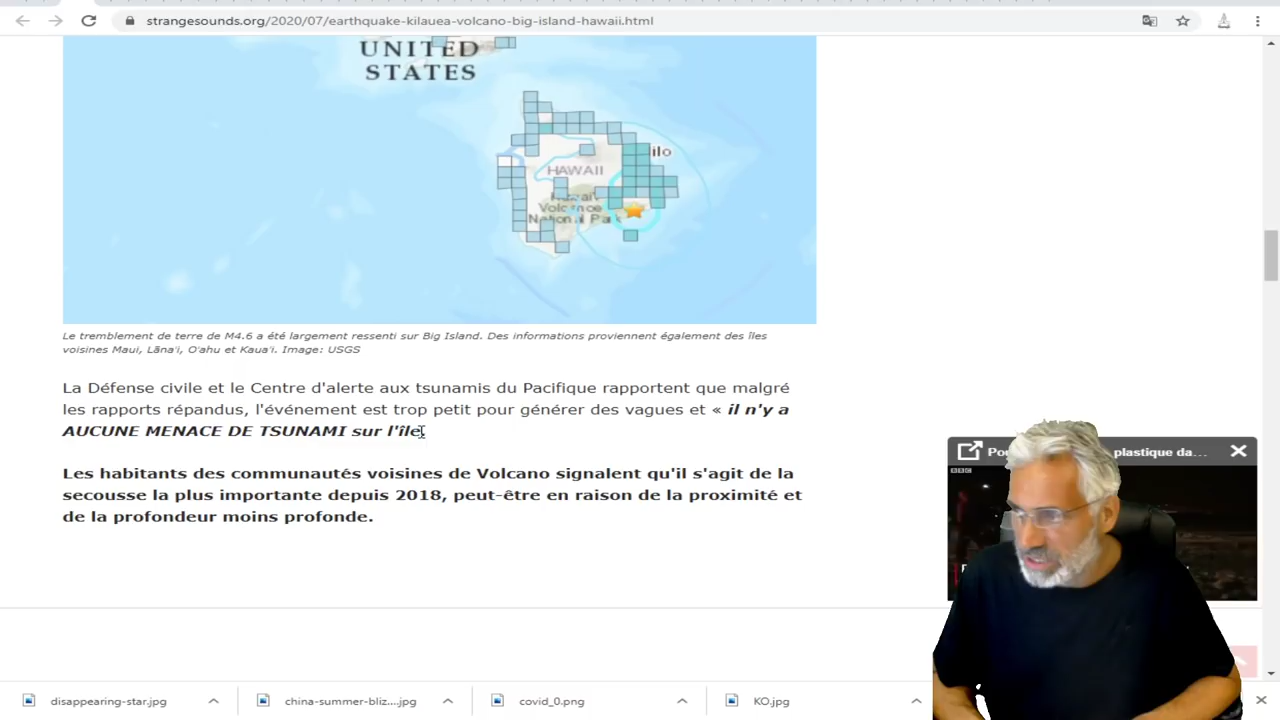 strangesounds.org/2020/07/earthquake-kilauea-volcano-big-island-hawaii.html
UNITED
STATES
ilo
HAWAII
Volc
National Park
Le tremblement de terre de M4.6 a été largement ressenti sur Big Island. Des informations proviennent également des îles
voisines Maui, Lāna'i, O'ahu et Kaua'i. Image: USGS
La Défense civile et le Centre d'alerte aux tsunamis du Pacifique rapportent que malgré
les rapports répandus, l'événement est trop petit pour générer des vagues et « il n'y a
AUCUNE MENACE DE TSUNAMI sur l'île.
Po plastique da...
BBC
Les habitants des communautés voisines de Volcano signalent qu'il s'agit de la
secousse la plus importante depuis 2018, peut-être en raison de la proximité et
de la profondeur moins profonde.
disappearing-star.jpg
china-summer-bliz....jpg
covid_0.png
KO.jpg